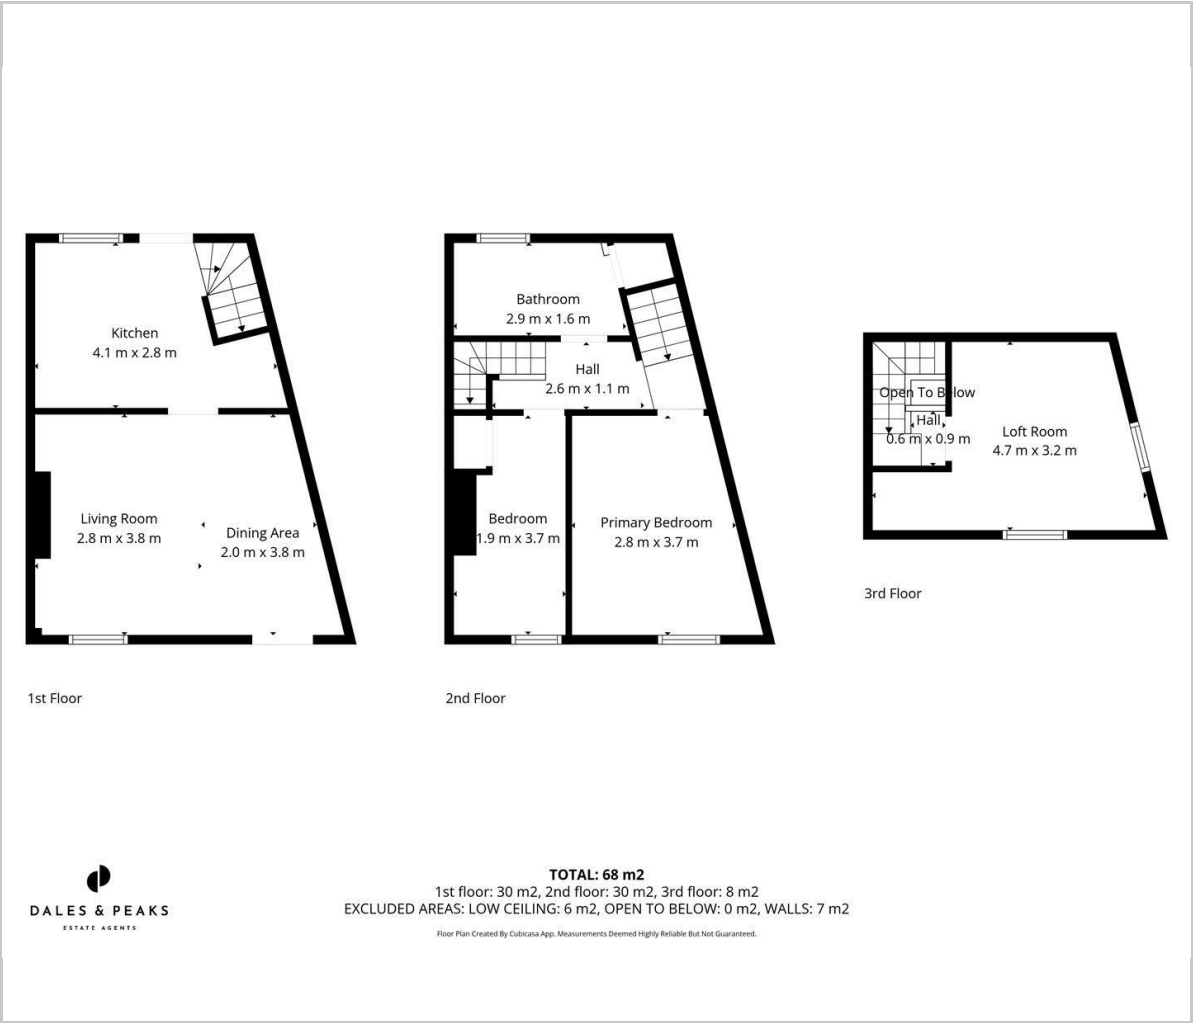 Kitchen
4.1 m x 2.8 m
Living Room
2.8 m x 3.8 m
Dining Area
2.0 m x 3.8 m
1st Floor
Bathroom
2.9 m x 1.6 m
Hall
2.6 m x 1.1 m
Bedroom
1.9 m x 3.7 m
Primary Bedroom
2.8 m x 3.7 m
2nd Floor
Open To Below
Hall
0.6 m x 0.9 m
Loft Room
4.7 m x 3.2 m
3rd Floor
DALES & PEAKS
ESTATE AGENTS
TOTAL: 68 m2
1st floor: 30 m2, 2nd floor: 30 m2, 3rd floor: 8 m2
EXCLUDED AREAS: LOW CEILING: 6 m2, OPEN TO BELOW: 0 m2, WALLS: 7 m2
Floor Plan Created By Cubicasa App. Measurements Deemed Highly Reliable But Not Guaranteed.